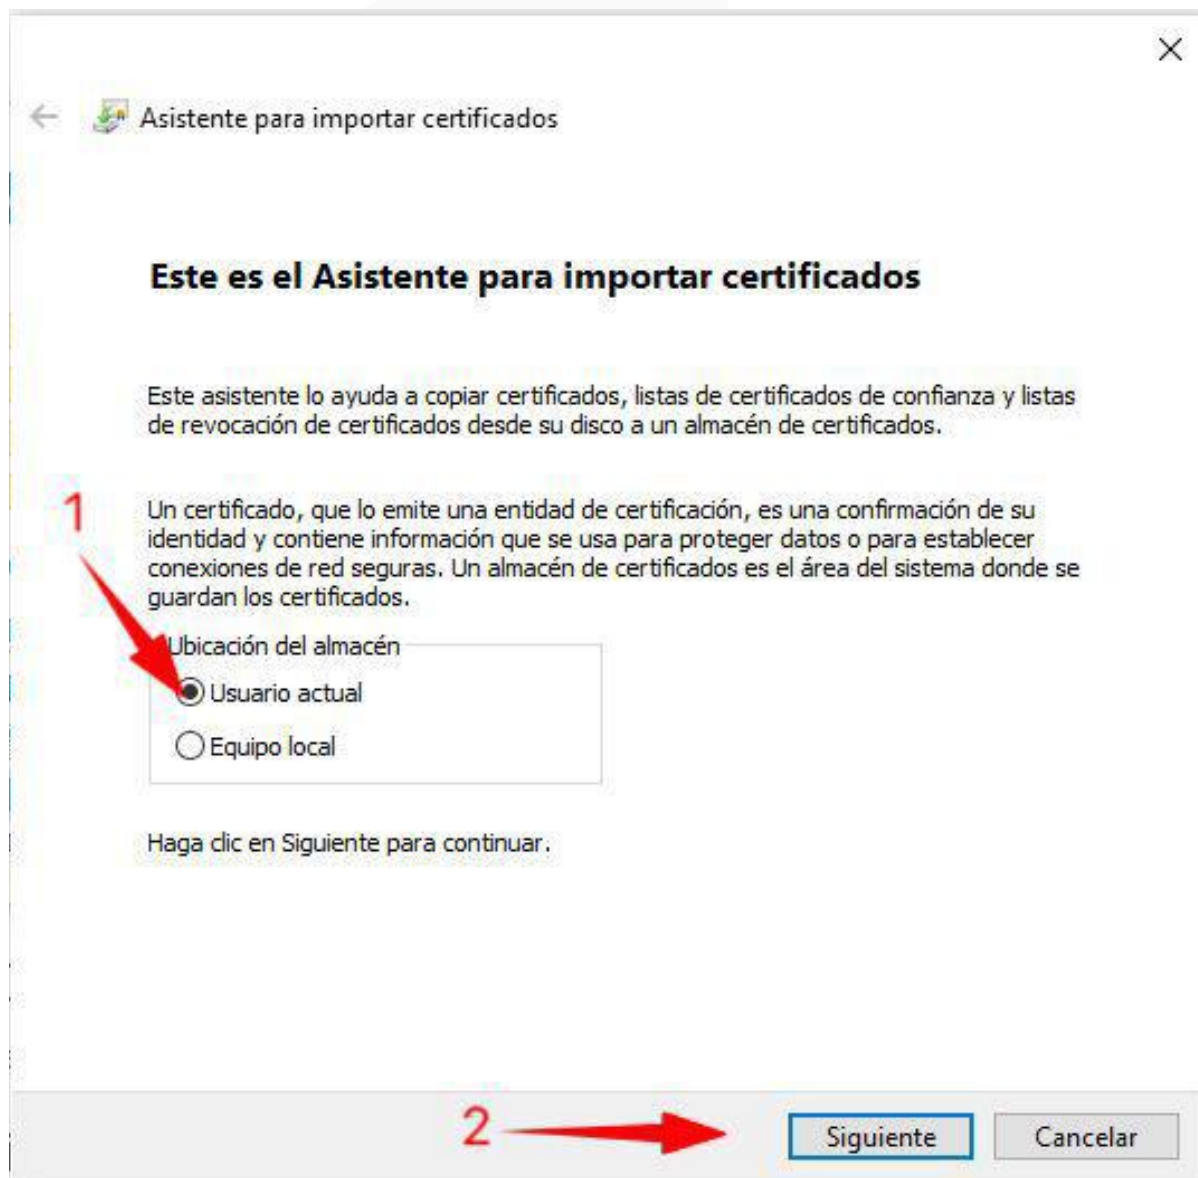 Asistente para importar certificados
Este es el Asistente para importar certificados
Este asistente lo ayuda a copiar certificados, listas de certificados de confianza y listas
de revocación de certificados desde su disco a un almacén de certificados.
1
Un certificado, que lo emite una entidad de certificación, es una confirmación de su
identidad y contiene información que se usa para proteger datos o para establecer
conexiones de red seguras. Un almacén de certificados es el área del sistema donde se
guardan los certificados.
Ubicación del almacén
Usuario actual
Equipo local
Haga clic en Siguiente para continuar.
2
Siguiente
Cancelar